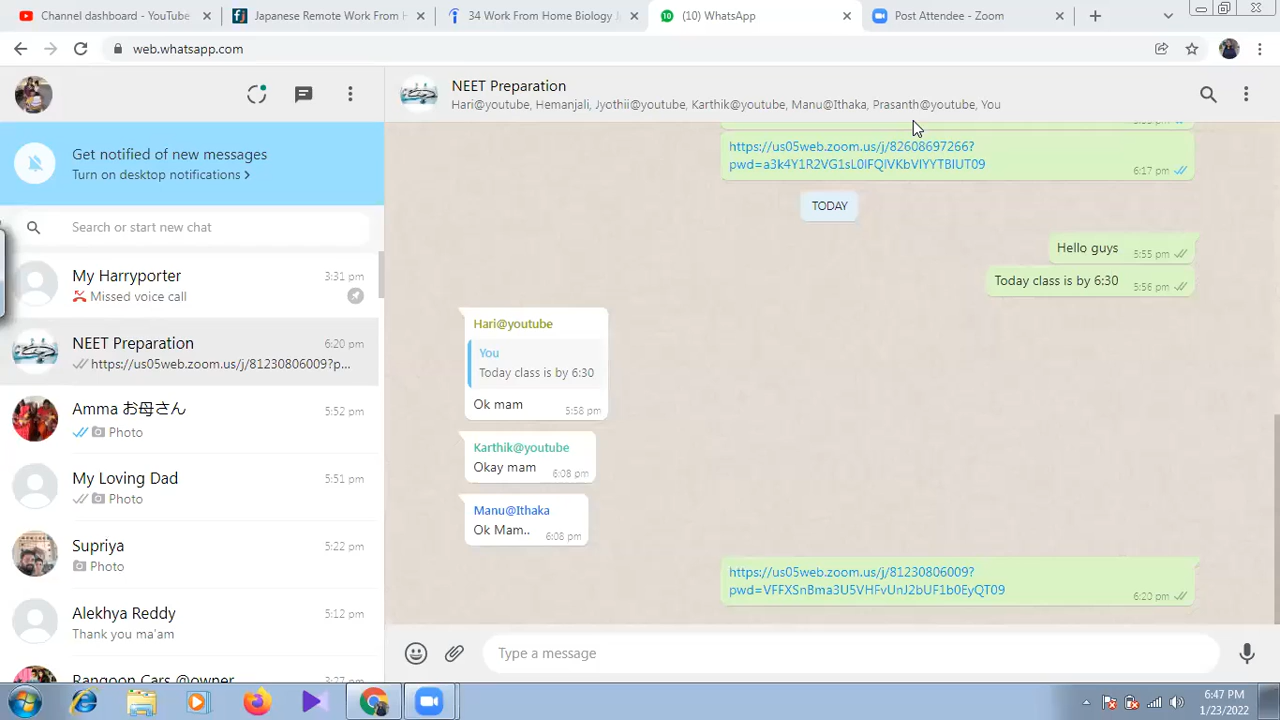 Channel dashboard - YouTube
Japanese Remote Work From H
34 Work From Home Biology J
(10) WhatsApp
Post Attendee - Zoom
web.whatsapp.com
NEET Preparation
Hari@youtube, Hemanjali, Jyothii@youtube, Karthik@youtube, Manu@Ithaka, Prasanth@youtube, You
Get notified of new messages
Turn on desktop notifications >
Search or start new chat
My Harryporter 3:31 pm
Missed voice call
NEET Preparation 6:20 pm
https://us05web.zoom.us/j/81230806009?p...
Amma お母さん 5:52 pm
Photo
My Loving Dad 5:51 pm
Photo
Supriya 5:22 pm
Photo
Alekhya Reddy 5:12 pm
Thank you ma'am
Rangoon Cars @owner
https://us05web.zoom.us/j/82608697266?
pwd=a3k4Y1R2VG1sL0lFQlVKbVlYYTBIUT09
6:17 pm
TODAY
Hello guys 5:55 pm
Today class is by 6:30 5:56 pm
Hari@youtube
You
Today class is by 6:30
Ok mam 5:58 pm
Karthik@youtube
Okay mam 6:08 pm
Manu@Ithaka
Ok Mam.. 6:08 pm
https://us05web.zoom.us/j/81230806009?
pwd=VFFXSnBma3U5VHFvUnJ2bUF1b0EyQT09
6:20 pm
Type a message
6:47 PM
1/23/2022